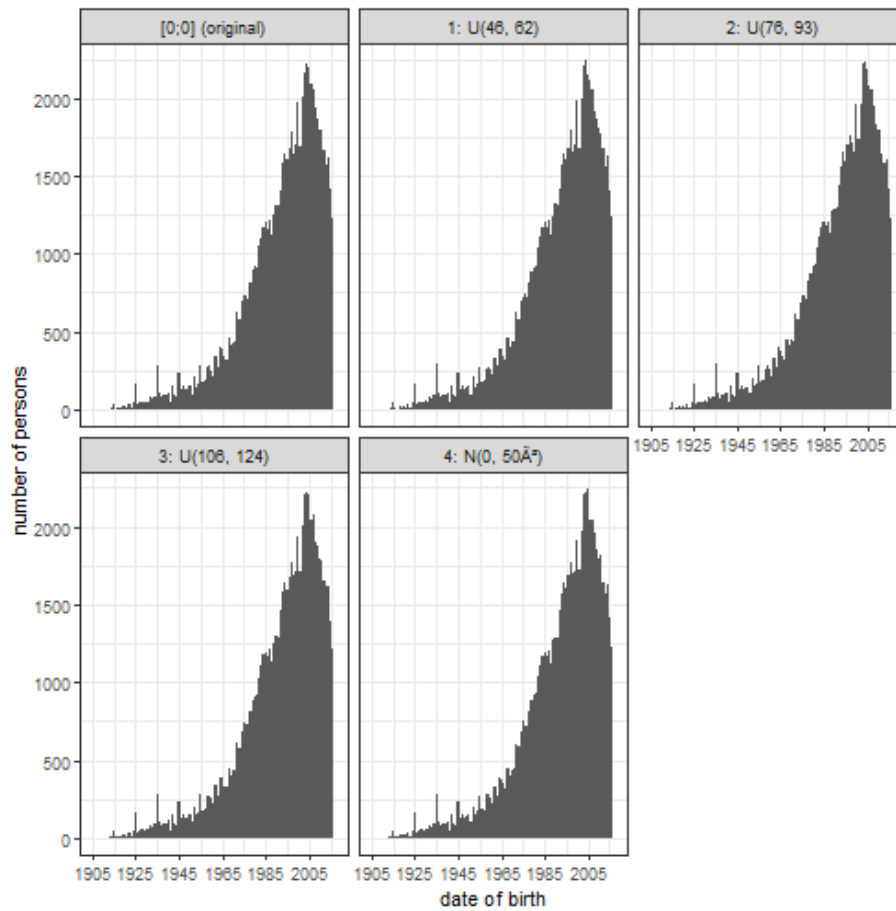 [0;0] (original)
1: U(46, 62)
2: U(76, 93)
2000
1500
1000
500
0
1905 1925 1945 1965 1985 2005
number of persons
3: U(106, 124)
4: N(0, 50Â²)
2000
1500
1000
500
0
1905 1925 1945 1965 1985 2005
1905 1925 1945 1965 1985 2005
date of birth